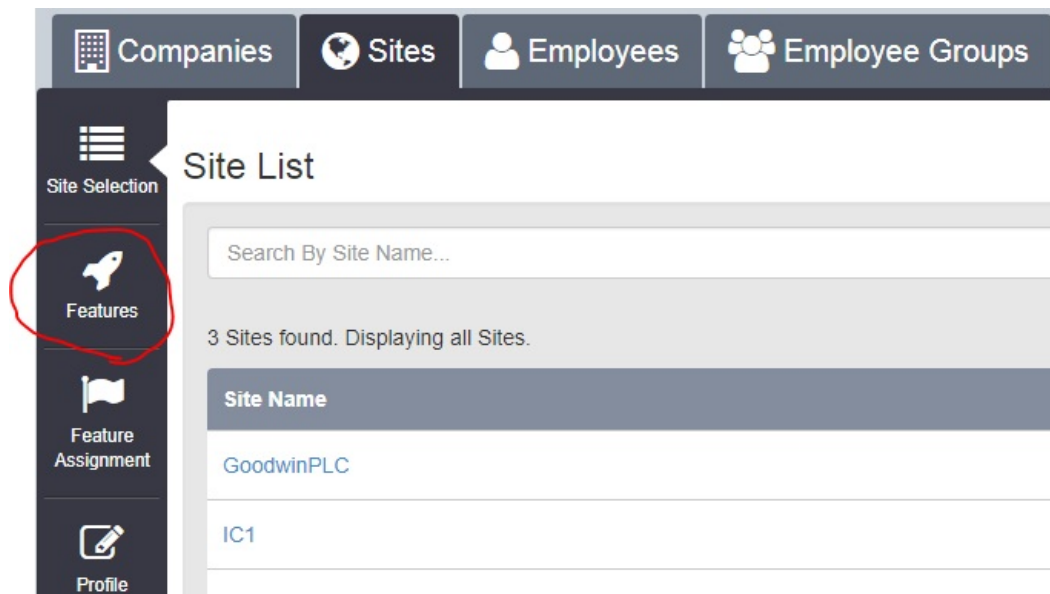 Companies
Sites
Employees
Employee Groups
Site Selection
Features
Feature
Assignment
Profile
Site List
Search By Site Name...
3 Sites found. Displaying all Sites.
Site Name
GoodwinPLC
IC1